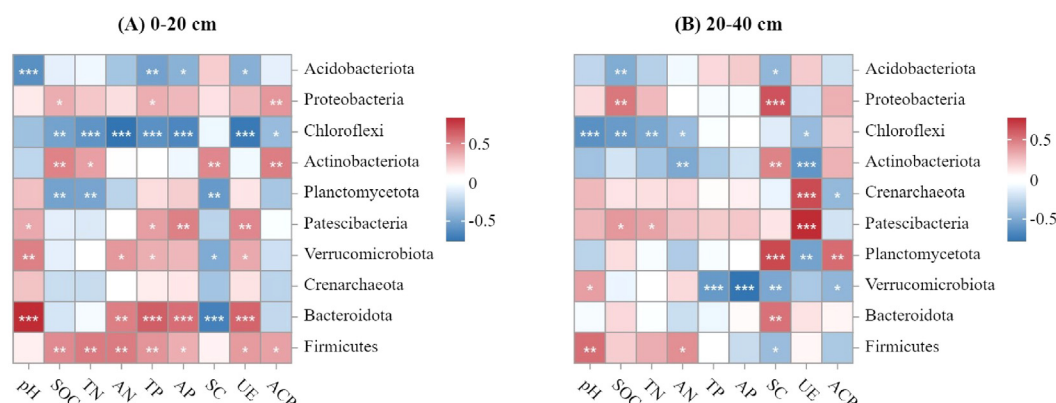 (A) 0-20 cm
*** ** * * Acidobacteriota
* * ** Proteobacteria
** *** *** *** *** *** * Chloroflexi
** * ** ** Actinobacteriota
** ** ** Planctomycetota
* * ** ** Patescibacteria
** * * * * Verrucomicrobiota
Crenarchaeota
*** ** *** *** *** *** Bacteroidota
** ** ** ** * * * Firmicutes
pH SOC TN AN TP AP SC UE ACP
0.5
0
-0.5
(B) 20-40 cm
** * Acidobacteriota
** *** Proteobacteria
*** ** ** * * Chloroflexi
** ** *** Actinobacteriota
*** * Crenarchaeota
* * *** Patescibacteria
*** ** ** Planctomycetota
* *** *** ** * Verrucomicrobiota
** Bacteroidota
** * * Firmicutes
pH SOC TN AN TP AP SC UE ACP
0.5
0
-0.5